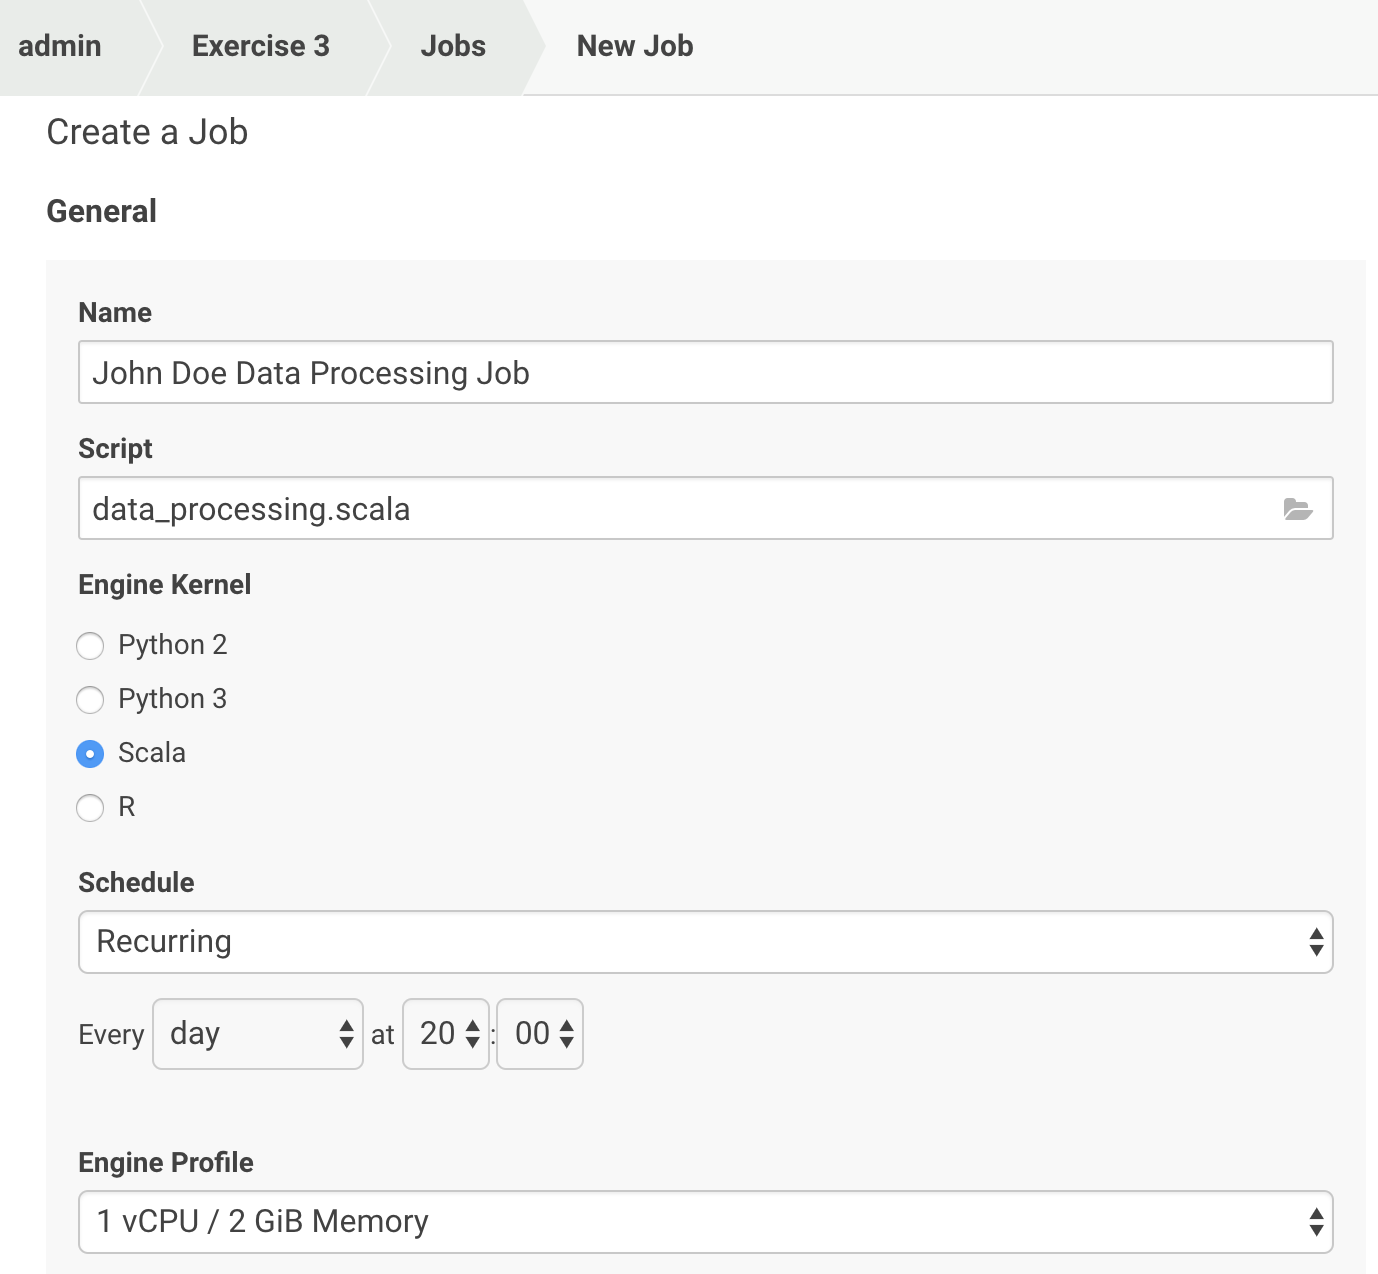 admin Exercise 3 Jobs New Job
Create a Job
General
Name
John Doe Data Processing Job
Script
data_processing.scala
Engine Kernel
Python 2
Python 3
Scala
R
Schedule
Recurring
Every day at 20 : 00
Engine Profile
1 vCPU / 2 GiB Memory